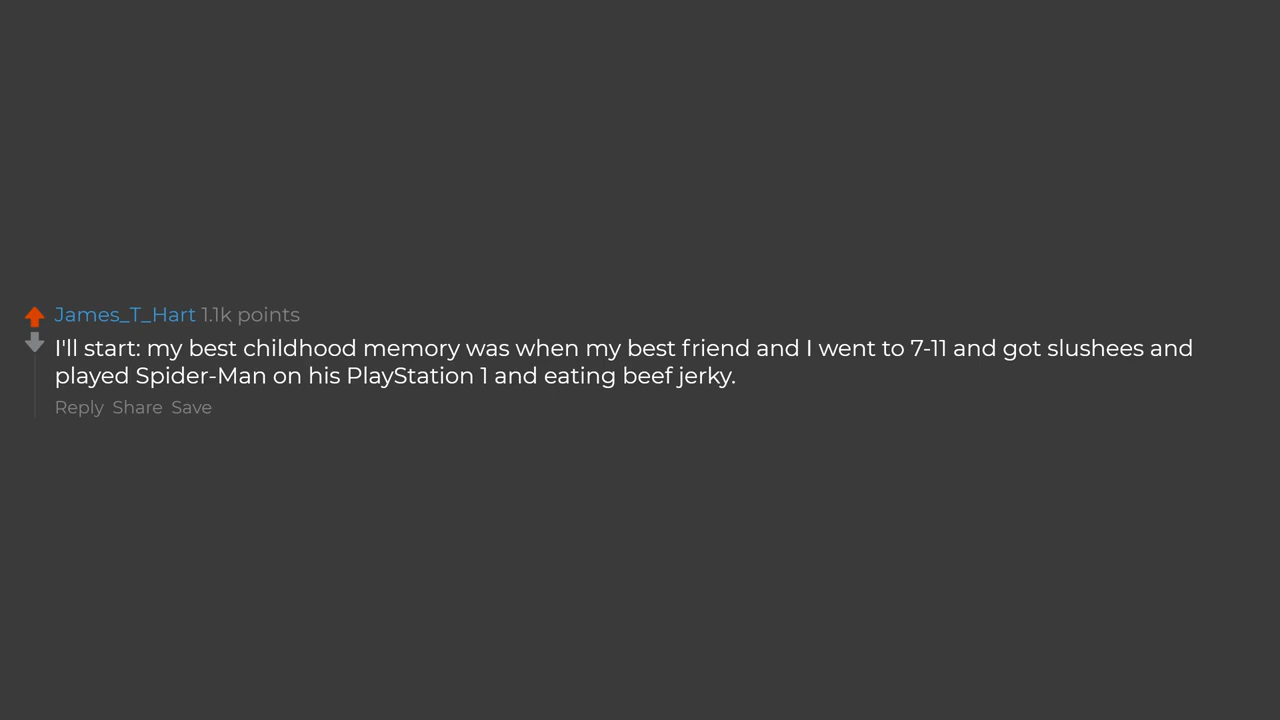 James_T_Hart 1.1k points
I'll start: my best childhood memory was when my best friend and I went to 7-11 and got slushees and
played Spider-Man on his PlayStation 1 and eating beef jerky.
Reply Share Save